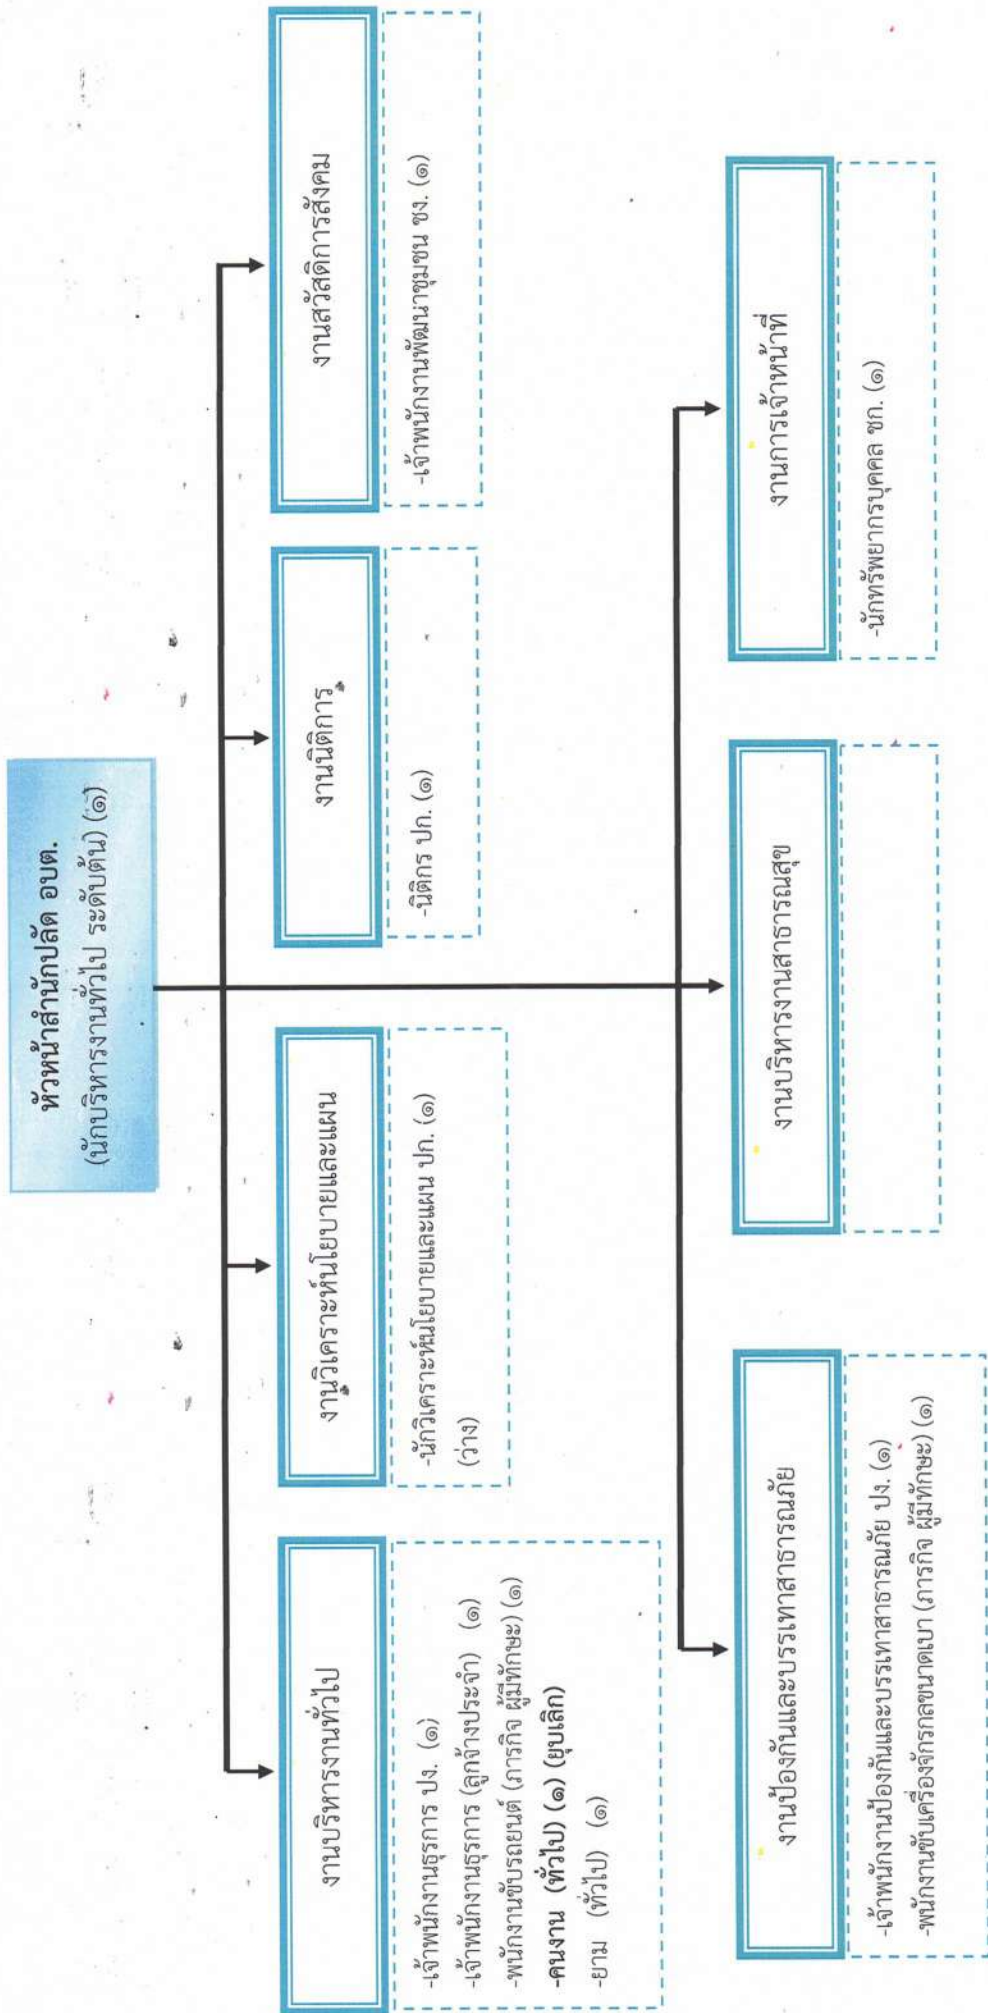 หัวหน้าสำนักปลัด อบต.
(นักบริหารงานทั่วไป ระดับต้น) (๑)
งานบริหารงานทั่วไป
-เจ้าพนักงานธุรการ ปง. (๑)
-เจ้าพนักงานธุรการ (ลูกจ้างประจำ) (๑)
-พนักงานขับรถยนต์ (ภารกิจ ผู้มีทักษะ) (๑)
-คนงาน (ทั่วไป) (๑) (ยุบเลิก)
-ยาม (ทั่วไป) (๑)
งานวิเคราะห์นโยบายและแผน
-นักวิเคราะห์นโยบายและแผน ปก. (๑)
(ว่าง)
งานนิติการ
-นิติกร ปก. (๑)
งานสวัสดิการสังคม
-เจ้าพนักงานพัฒนาชุมชน ชง. (๑)
งานป้องกันและบรรเทาสาธารณภัย
-เจ้าพนักงานป้องกันและบรรเทาสาธารณภัย ปง. (๑)
-พนักงานขับเครื่องจักรกลขนาดเบา (ภารกิจ ผู้มีทักษะ) (๑)
งานบริหารงานสาธารณสุข
งานการเจ้าหน้าที่
-นักทรัพยากรบุคคล ชก. (๑)